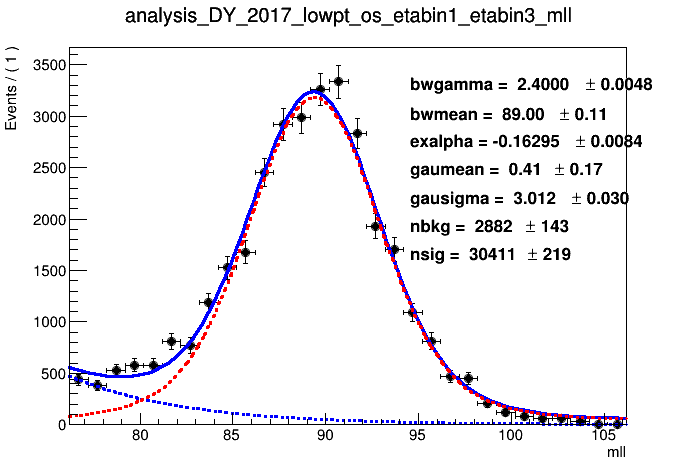 analysis_DY_2017_lowpt_os_etabin1_etabin3_mll
Events / ( 1 )
bwgamma = 2.4000 ± 0.0048
bwmean = 89.00 ± 0.11
exalpha = -0.16295 ± 0.0084
gaumean = 0.41 ± 0.17
gausigma = 3.012 ± 0.030
nbkg = 2882 ± 143
nsig = 30411 ± 219
3500
3000
2500
2000
1500
1000
500
0
80 85 90 95 100 105
mll